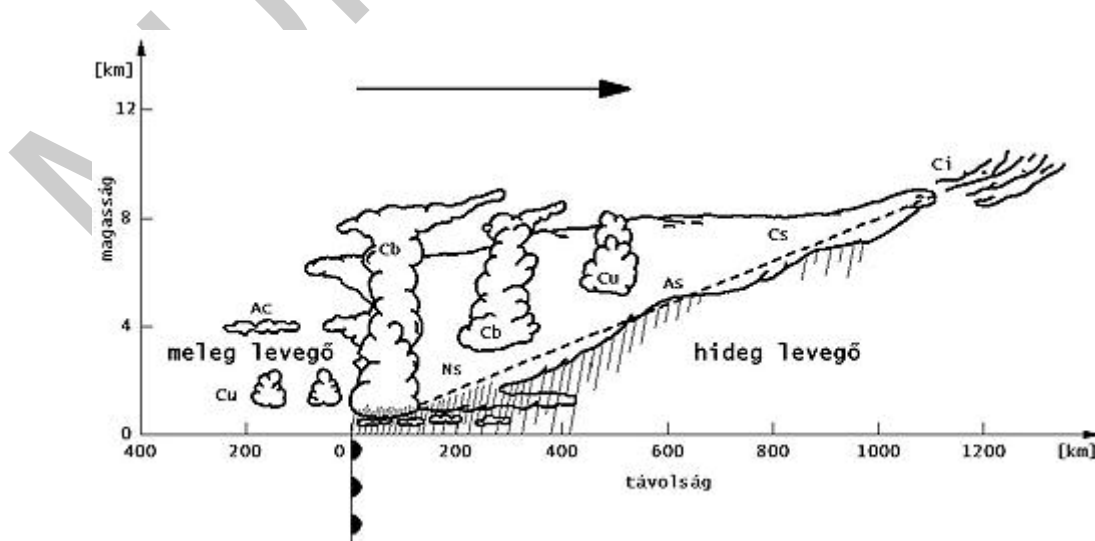 [km]
12
Ci
magasság
8
Cb
Cs
Cu
As
Ac
4
Cb
meleg levegő
hideg levegő
Ns
Cu
0
400 200 0 200 400 600 800 1000 1200 [km]
távolság